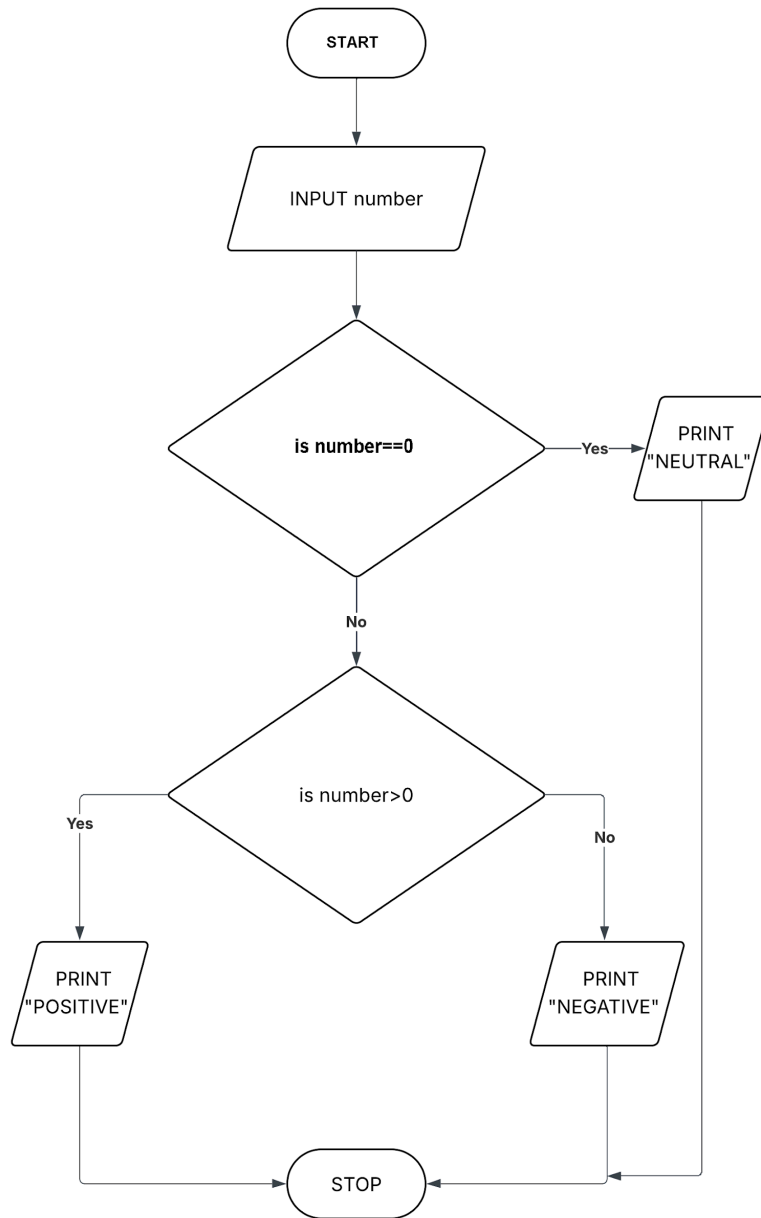 START
INPUT number
is number==0
Yes
PRINT
"NEUTRAL"
No
is number>0
Yes
No
PRINT
"POSITIVE"
PRINT
"NEGATIVE"
STOP